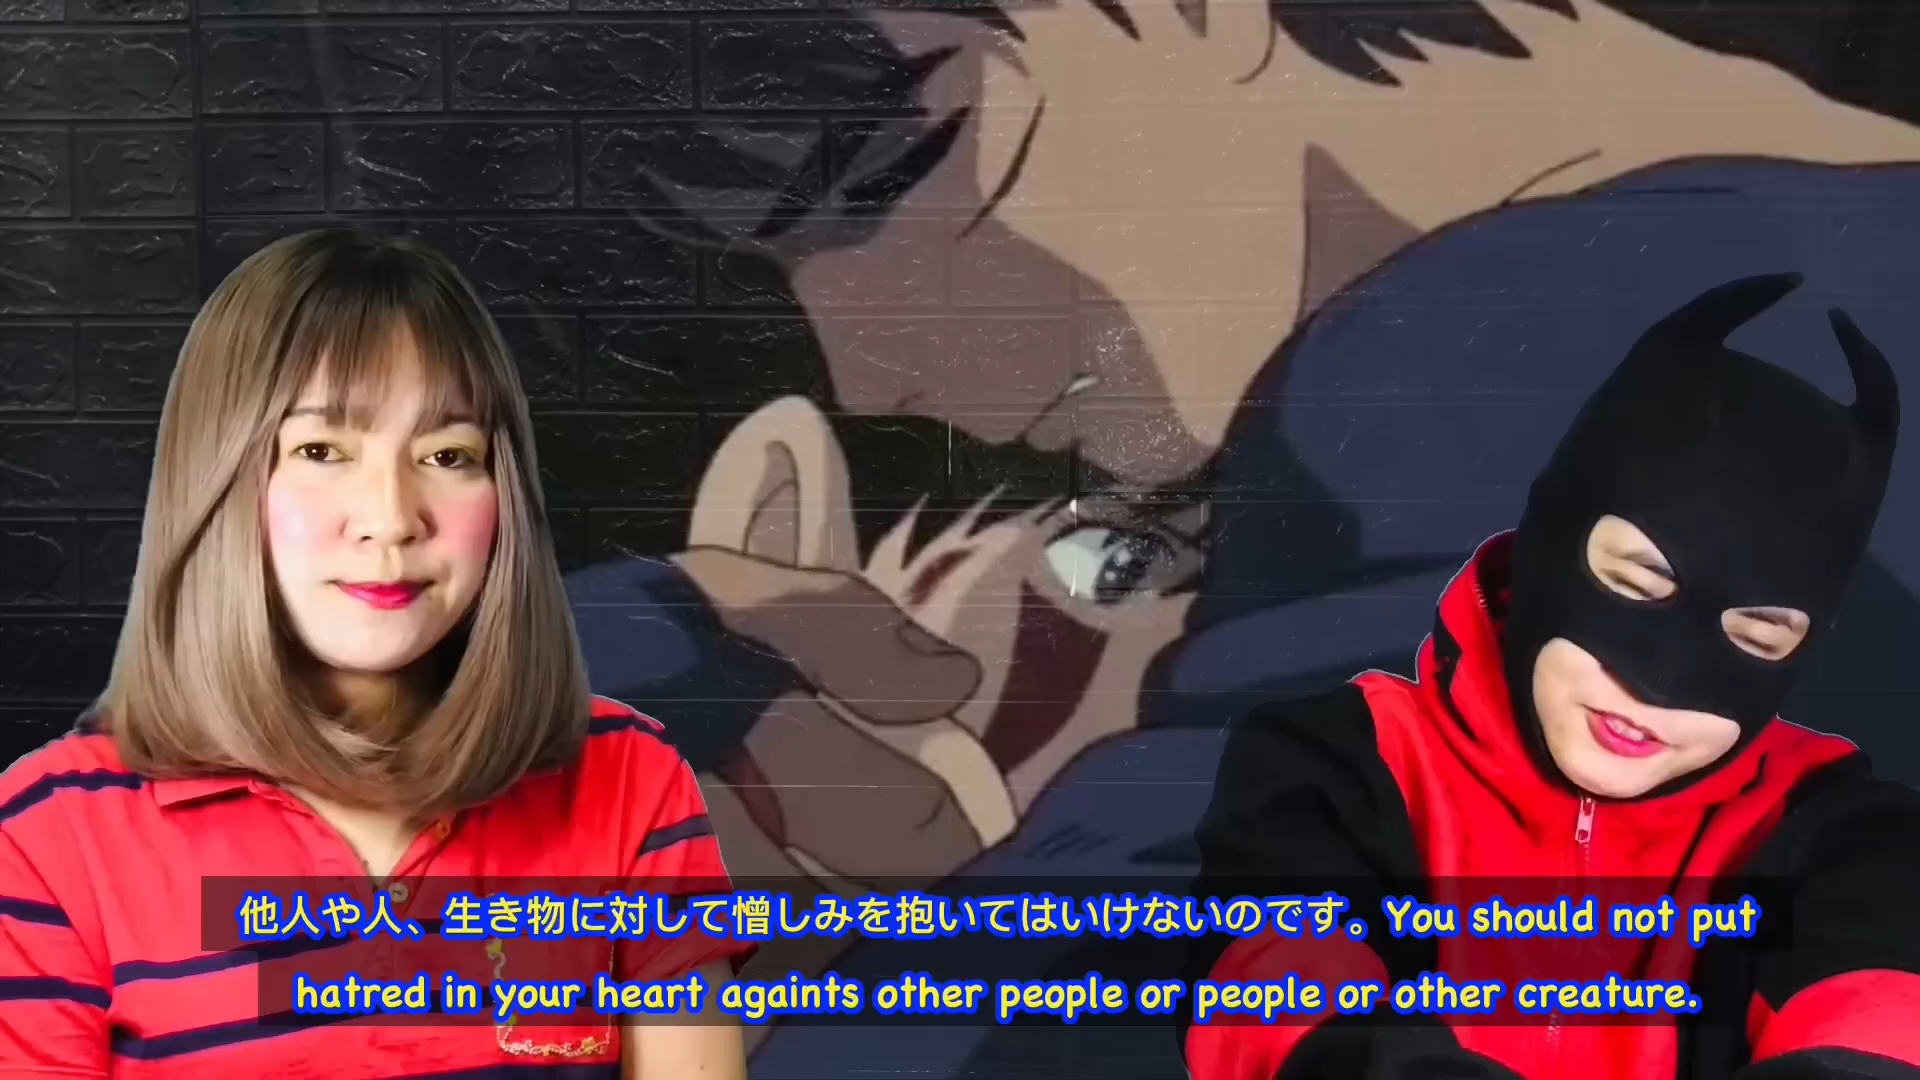 他人や人、生き物に対して憎しみを抱いてはいけないのです。You should not put
hatred in your heart againts other people or people or other creature.